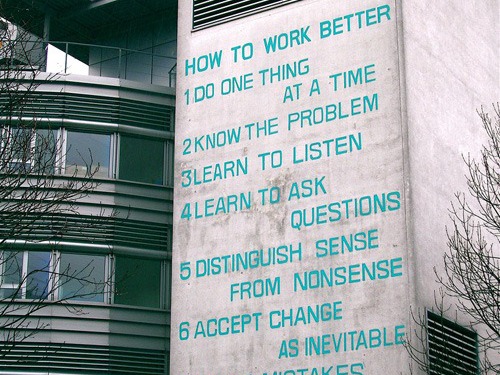 HOW TO WORK BETTER
1 DO ONE THING
AT A TIME
2 KNOW THE PROBLEM
3 LEARN TO LISTEN
4 LEARN TO ASK
QUESTIONS
5 DISTINGUISH SENSE
FROM NONSENSE
6 ACCEPT CHANGE
AS INEVITABLE
MISTAKES